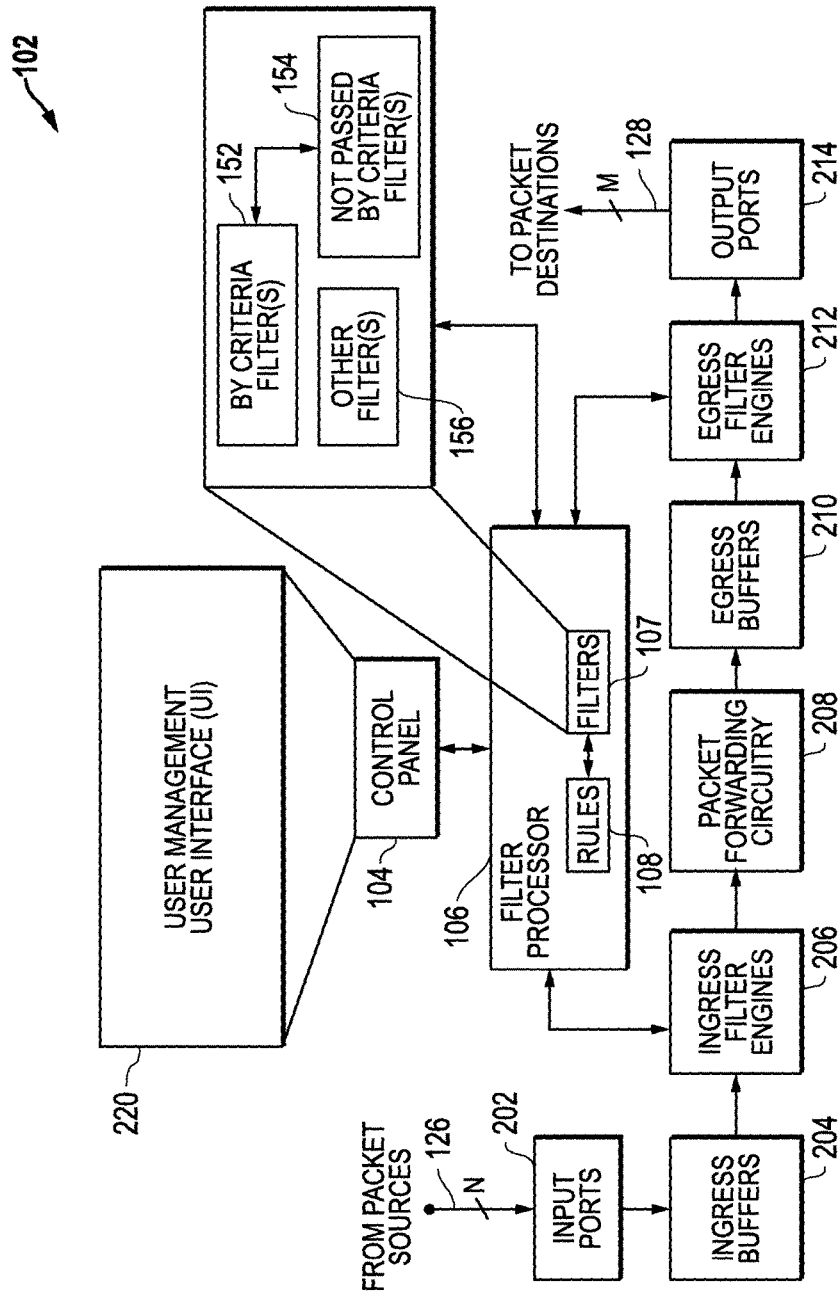 102
USER MANAGEMENT
USER INTERFACE (UI)
220
CONTROL
PANEL
104
BY CRITERIA
FILTER(S)
152
NOT PASSED
BY CRITERIA
FILTER(S)
154
OTHER
FILTER(S)
156
FILTER
PROCESSOR
106
RULES
108
FILTERS
107
FROM PACKET
SOURCES
126
N
INPUT
PORTS
202
INGRESS
BUFFERS
204
INGRESS
FILTER
ENGINES
206
PACKET
FORWARDING
CIRCUITRY
208
EGRESS
BUFFERS
210
EGRESS
FILTER
ENGINES
212
OUTPUT
PORTS
214
M
128
TO PACKET
DESTINATIONS